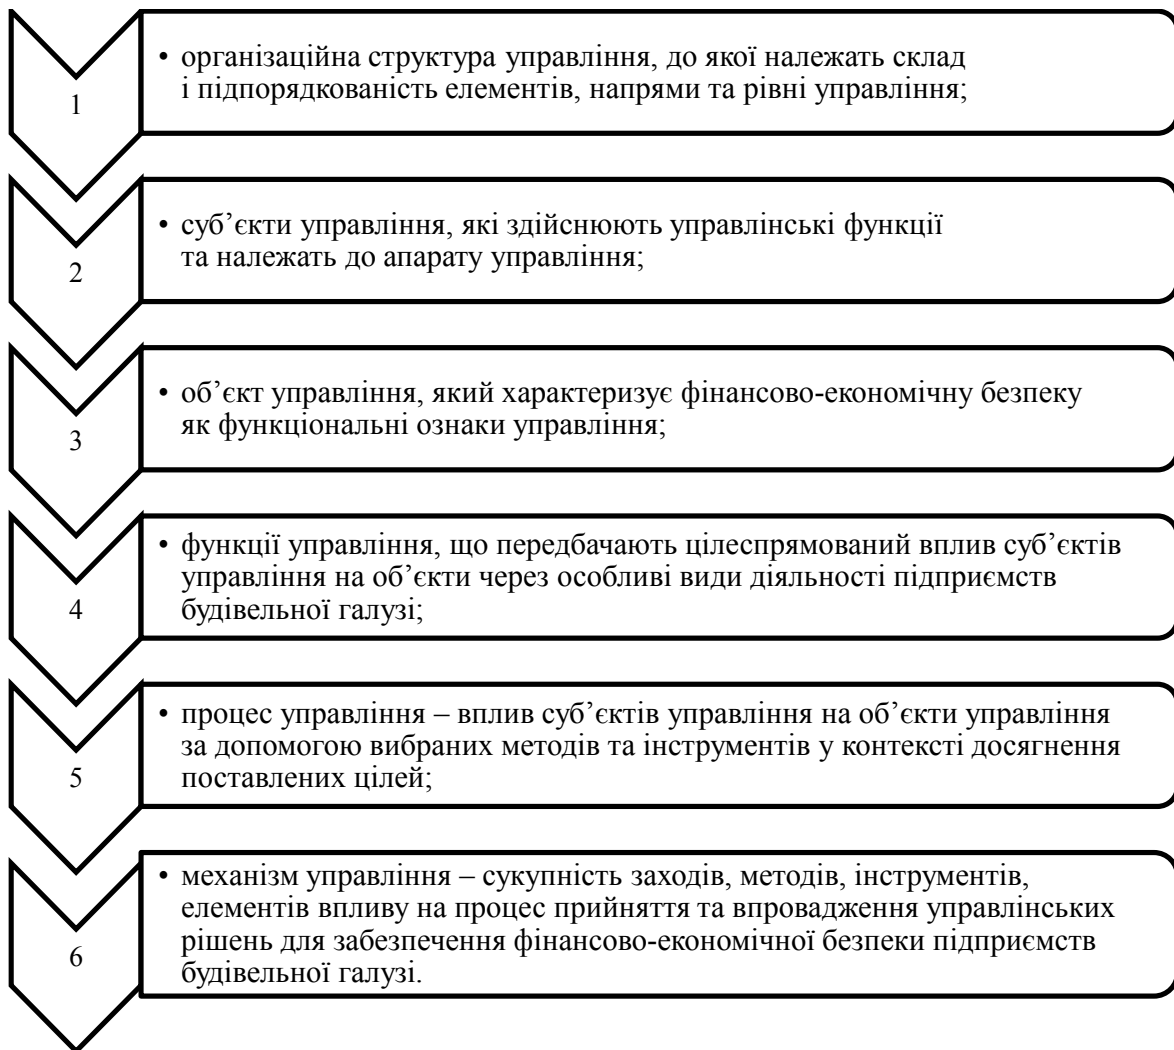 1
• організаційна структура управління, до якої належать склад
і підпорядкованість елементів, напрями та рівні управління;
2
• суб’єкти управління, які здійснюють управлінські функції
та належать до апарату управління;
3
• об’єкт управління, який характеризує фінансово-економічну безпеку
як функціональні ознаки управління;
4
• функції управління, що передбачають цілеспрямований вплив суб’єктів
управління на об’єкти через особливі види діяльності підприємств
будівельної галузі;
5
• процес управління – вплив суб’єктів управління на об’єкти управління
за допомогою вибраних методів та інструментів у контексті досягнення
поставлених цілей;
6
• механізм управління – сукупність заходів, методів, інструментів,
елементів впливу на процес прийняття та впровадження управлінських
рішень для забезпечення фінансово-економічної безпеки підприємств
будівельної галузі.